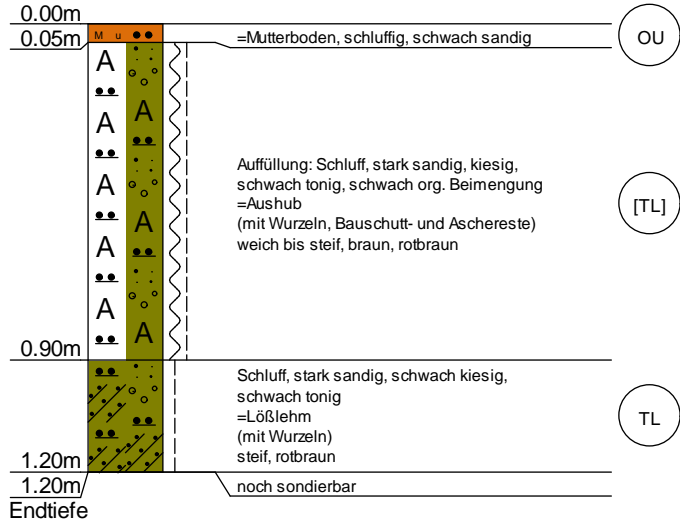 0.00m
0.05m
M u
=Mutterboden, schluffig, schwach sandig
OU
A
A
A
A
A
A
A
A
Auffüllung: Schluff, stark sandig, kiesig,
schwach tonig, schwach org. Beimengung
=Aushub
(mit Wurzeln, Bauschutt- und Aschereste)
weich bis steif, braun, rotbraun
[TL]
0.90m
Schluff, stark sandig, schwach kiesig,
schwach tonig
=Lößlehm
(mit Wurzeln)
steif, rotbraun
TL
1.20m
1.20m
noch sondierbar
Endtiefe